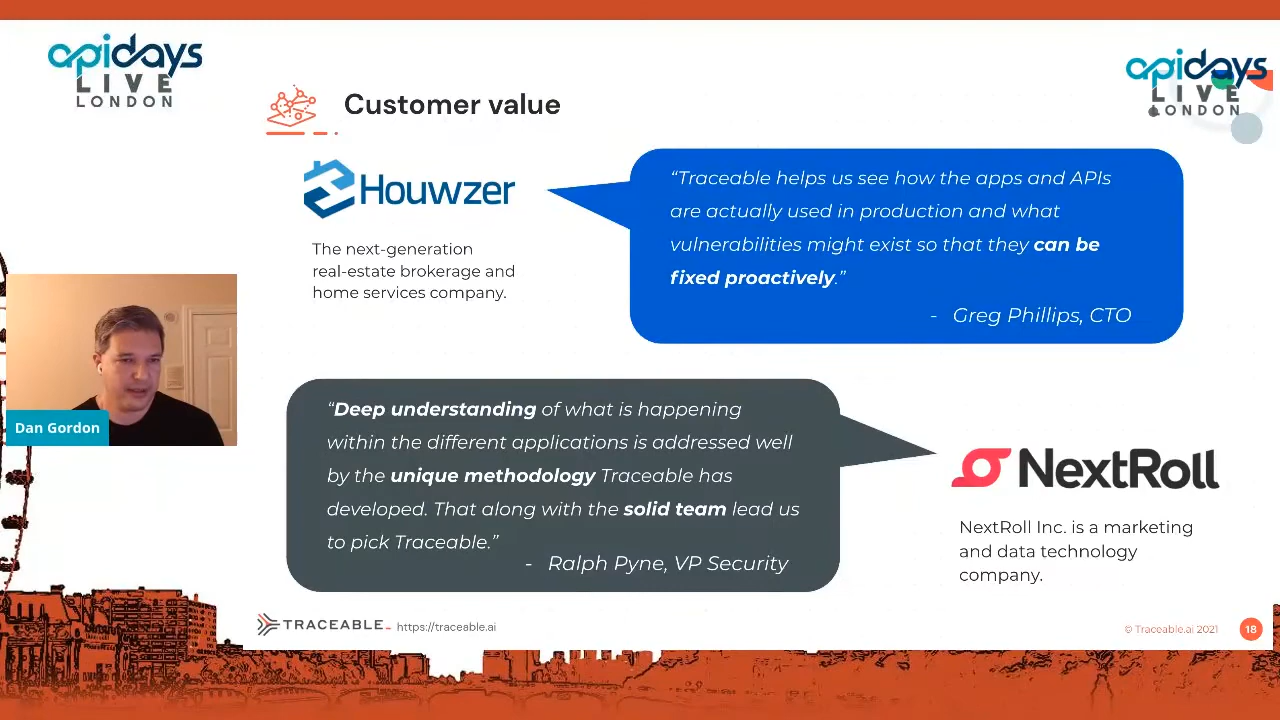 apidays
LIVE
LONDON
apidays
LIVE
LONDON
Customer value
Houwzer
The next-generation
real-estate brokerage and
home services company.
“Traceable helps us see how the apps and APIs
are actually used in production and what
vulnerabilities might exist so that they can be
fixed proactively.”
- Greg Phillips, CTO
Dan Gordon
“Deep understanding of what is happening
within the different applications is addressed well
by the unique methodology Traceable has
developed. That along with the solid team lead us
to pick Traceable.”
- Ralph Pyne, VP Security
NextRoll
NextRoll Inc. is a marketing
and data technology
company.
TRACEABLE https://traceable.ai
© Traceable.ai 2021 18